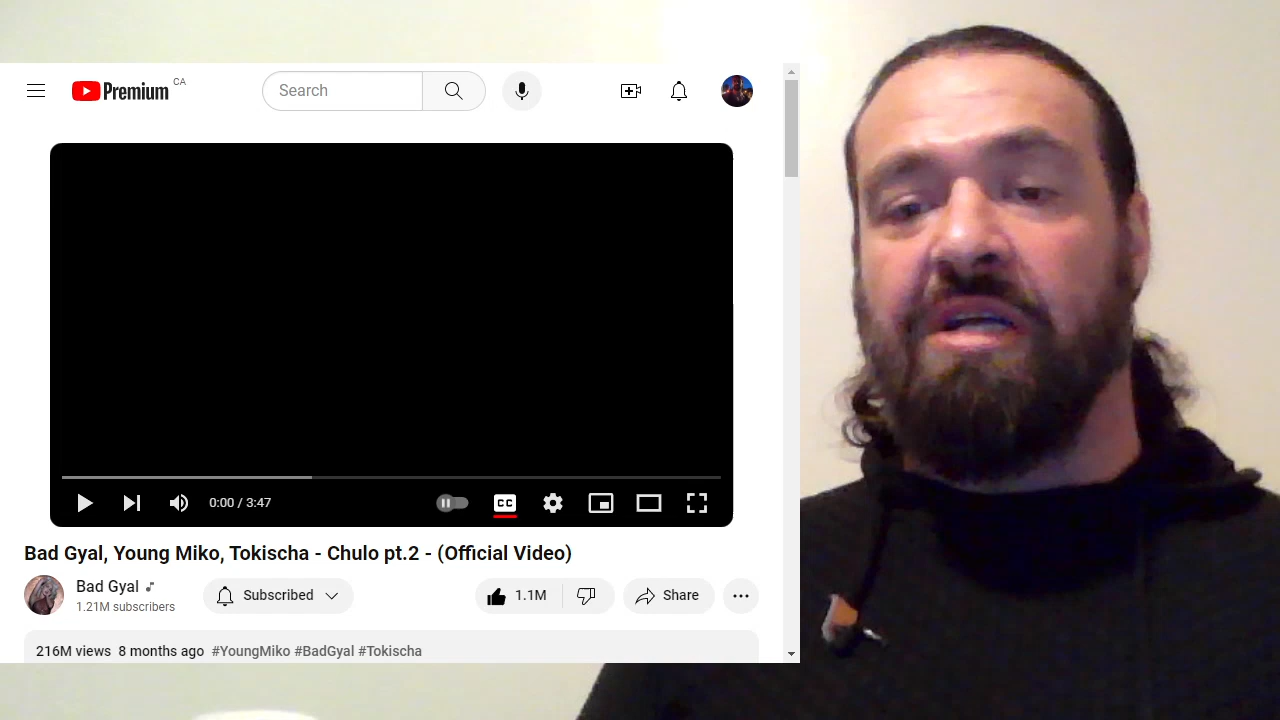 Premium CA
Search
0:00 / 3:47
CC
Bad Gyal, Young Miko, Tokischa - Chulo pt.2 - (Official Video)
Bad Gyal
1.21M subscribers
Subscribed
1.1M
Share
216M views 8 months ago #YoungMiko #BadGyal #Tokischa